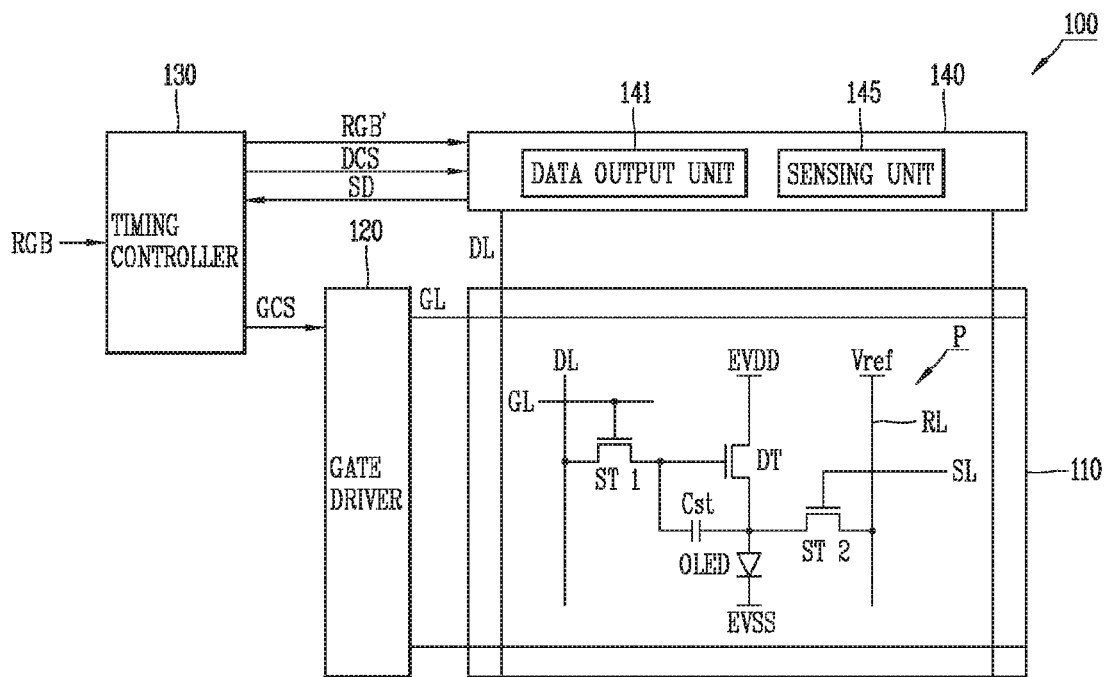 100
130
141
145
140
RGB'
DCS
SD
DATA OUTPUT UNIT
SENSING UNIT
RGB
TIMING
CONTROLLER
120
DL
GCS
GL
P
DL
EVDD
Vref
GL
RL
DT
ST 1
SL
110
GATE
DRIVER
Cst
OLED
ST 2
EVSS